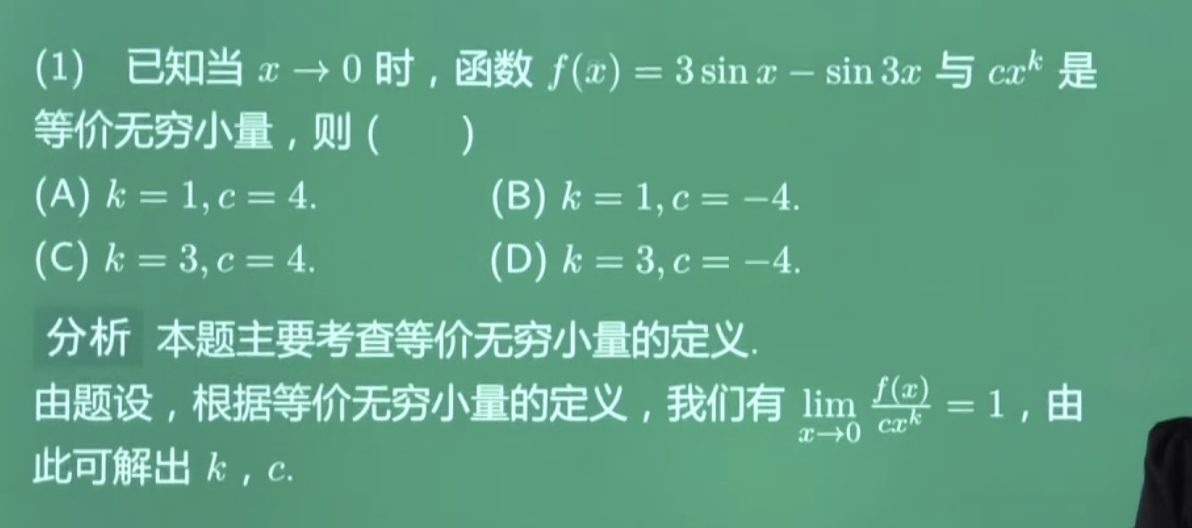 (1) 已知当 x → 0 时，函数 f(x) = 3 sin x − sin 3x 与 cx^k 是
等价无穷小量，则 ( )
(A) k = 1, c = 4. (B) k = 1, c = −4.
(C) k = 3, c = 4. (D) k = 3, c = −4.
分析 本题主要考查等价无穷小量的定义.
由题设，根据等价无穷小量的定义，我们有 lim_{x→0} f(x)/cx^k = 1，由
此可解出 k，c.